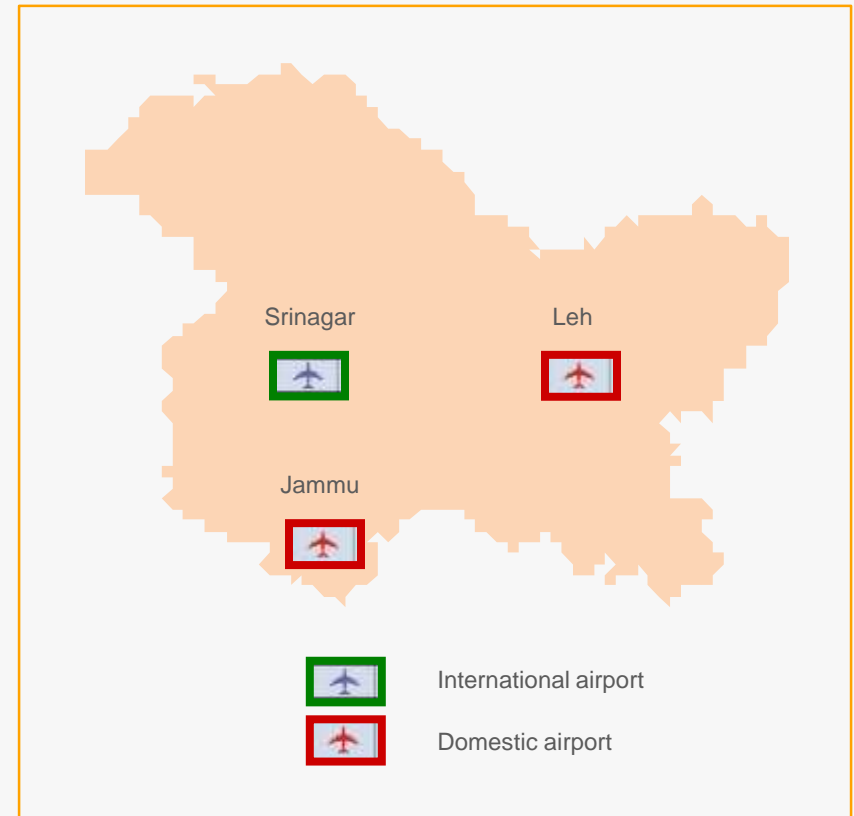 Srinagar
Leh
Jammu
International airport
Domestic airport